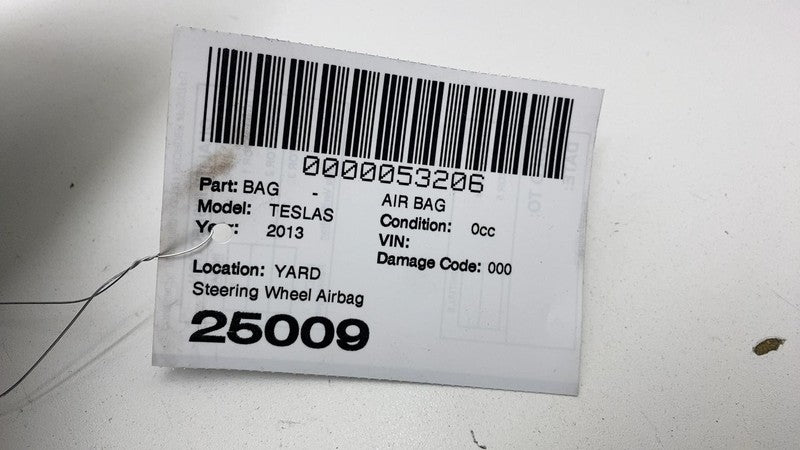 0000053206
Part: BAG - AIR BAG
Model: TESLAS Condition: 0cc
Year: 2013 VIN:
Damage Code: 000
Location: YARD
Steering Wheel Airbag
25009